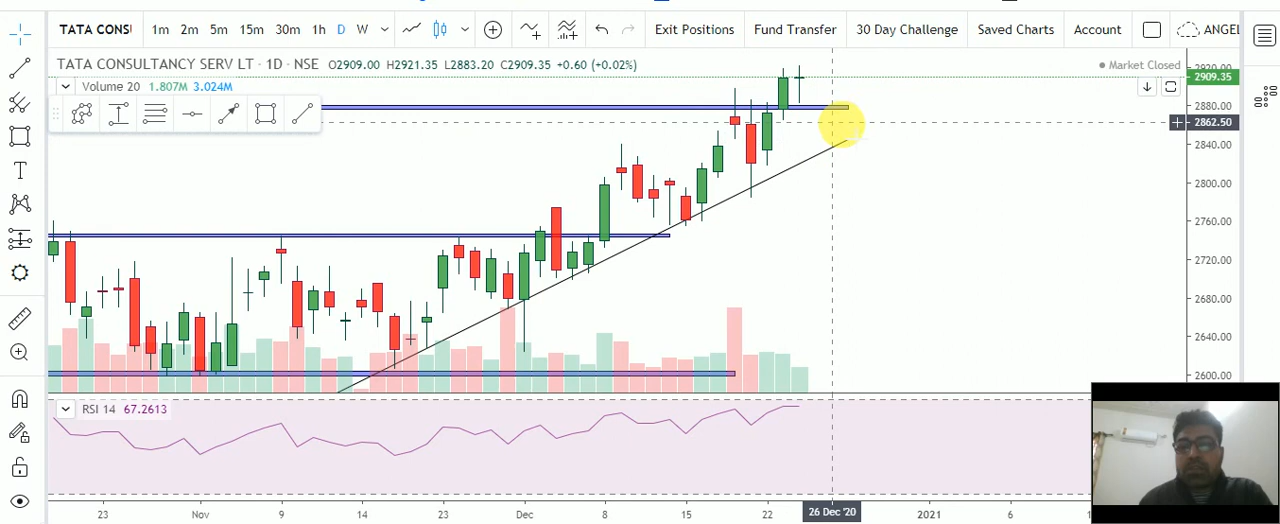 TATA CONSU 1m 2m 5m 15m 30m 1h D W Exit Positions Fund Transfer 30 Day Challenge Saved Charts Account ANGEL
TATA CONSULTANCY SERV LT · 1D · NSE O2909.00 H2921.35 L2883.20 C2909.35 +0.60 (+0.02%)
Market Closed
Volume 20 1.807M 3.024M
2920.00
2909.35
2880.00
2862.50
2840.00
2800.00
2760.00
2720.00
2680.00
2640.00
2600.00
RSI 14 67.2613
23 Nov 9 14 23 Dec 8 15 22 26 Dec '20 2021 6